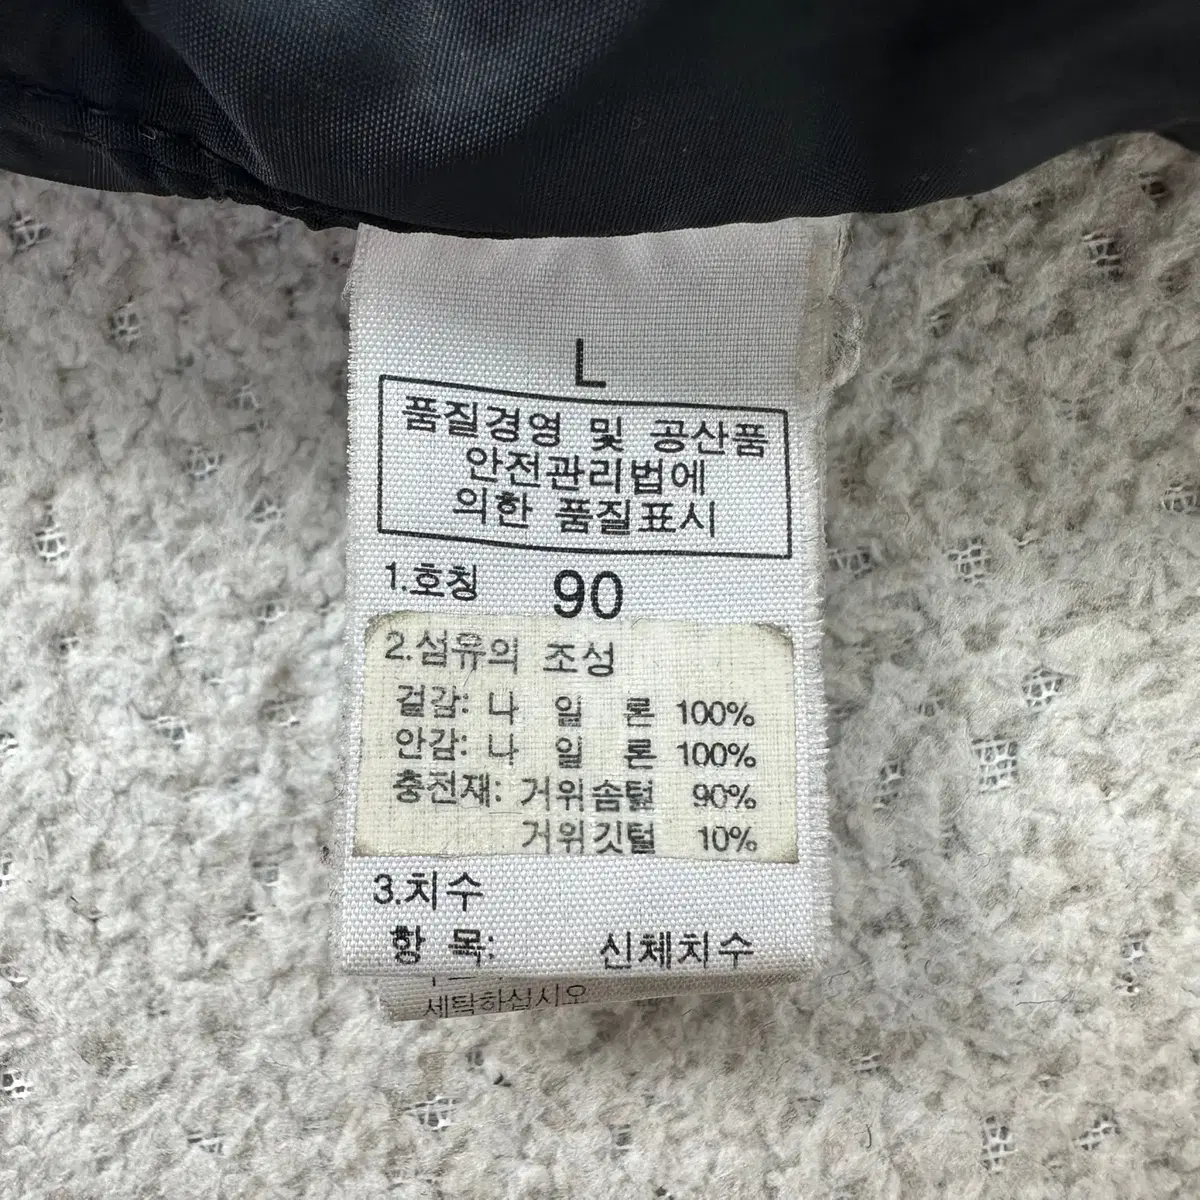 L
품질경영 및 공산품
안전관리법에
의한 품질표시
1.호칭 90
2.섬유의 조성
겉감: 나 일 론 100%
안감: 나 일 론 100%
충전재: 거위솜털 90%
거위깃털 10%
3.치수
항 목: 신체치수
세탁하십시오